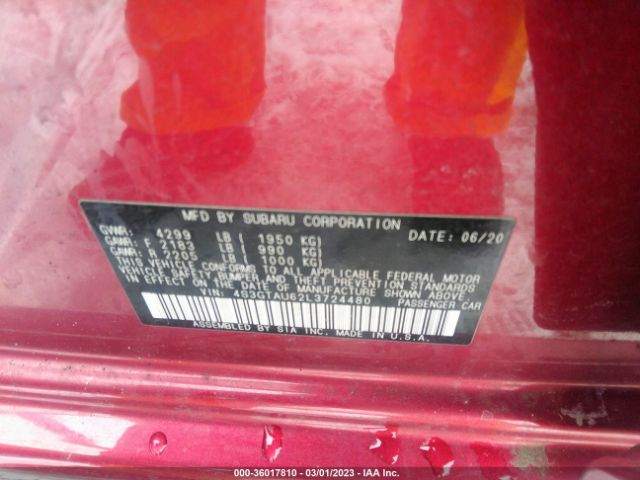 MFD BY SUBARU CORPORATION DATE: 06/20
GVWR: 4299 LB ( 1950 KG)
GAWR: F 2183 LB ( 990 KG)
GAWR: R 2205 LB ( 1000 KG)
THIS VEHICLE CONFORMS TO ALL APPLICABLE FEDERAL MOTOR
VEHICLE SAFETY, BUMPER, AND THEFT PREVENTION STANDARDS
IN EFFECT ON THE DATE OF MANUFACTURE SHOWN ABOVE.
VIN: 4S3GTAU62L3724480 PASSENGER CAR
ASSEMBLED BY SIA INC. MADE IN U.S.A.
000-36017810 • 03/01/2023 • IAA Inc.